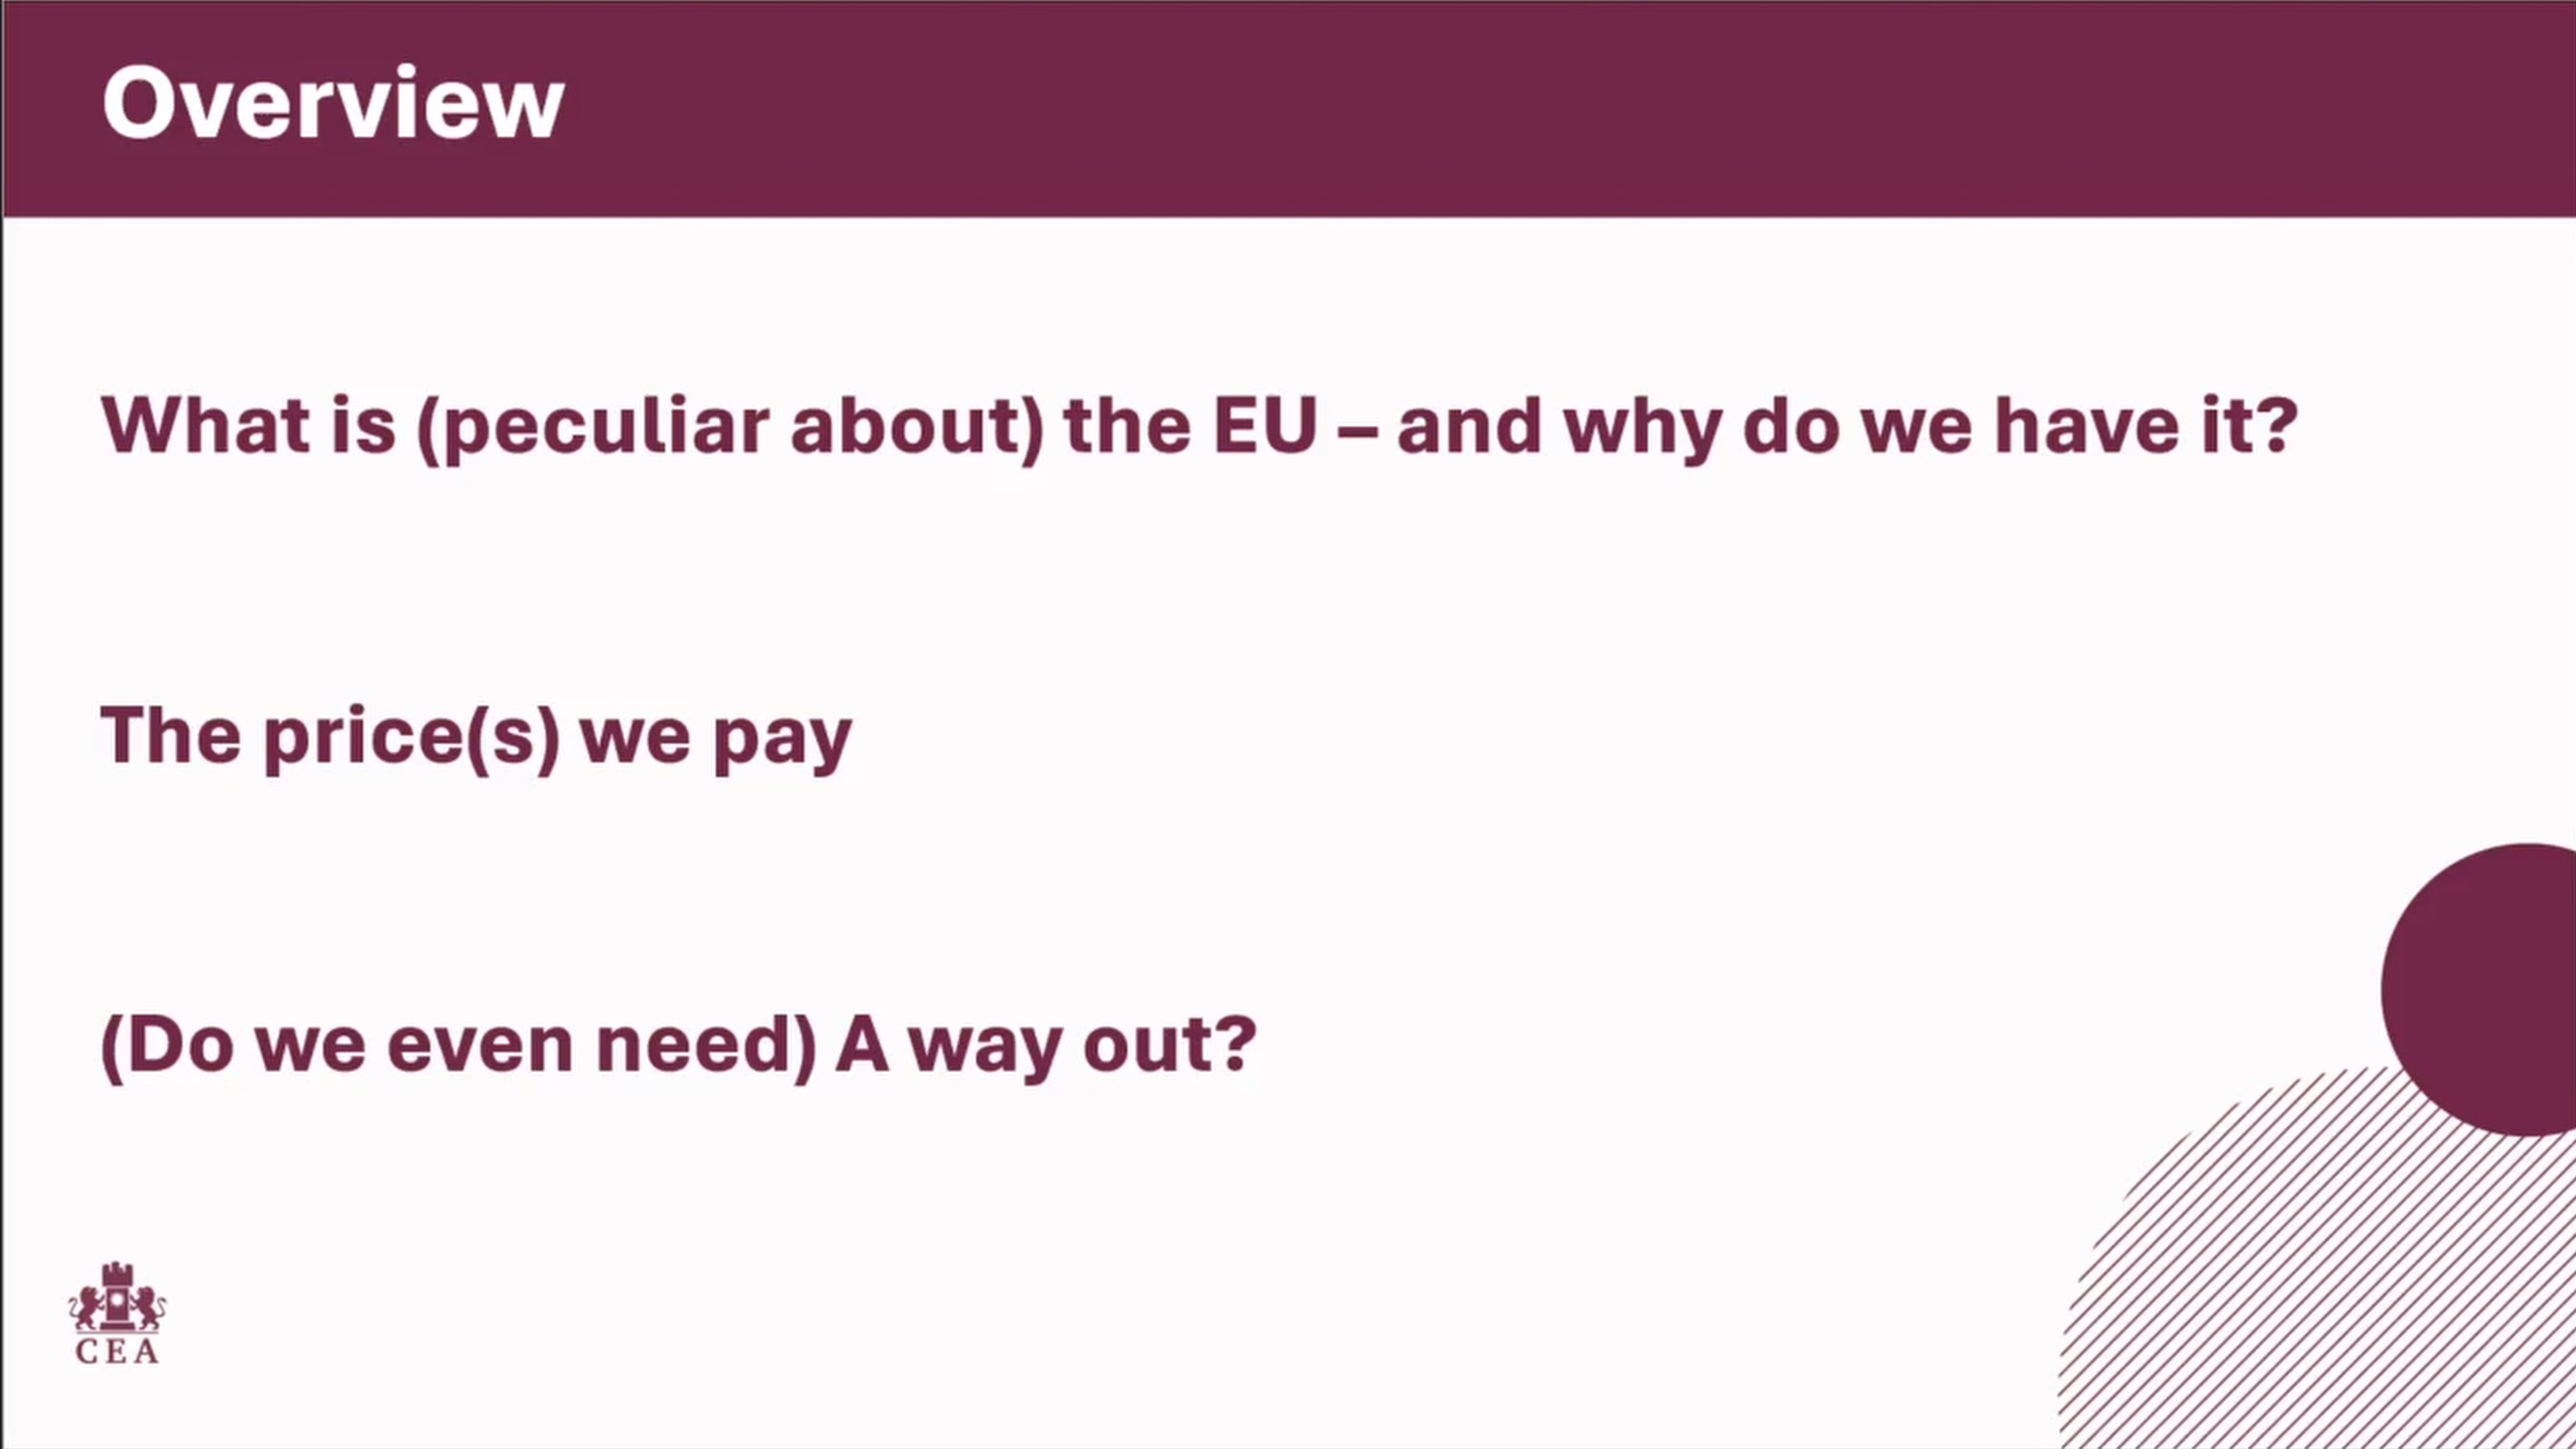 Overview
What is (peculiar about) the EU – and why do we have it?
The price(s) we pay
(Do we even need) A way out?
CEA